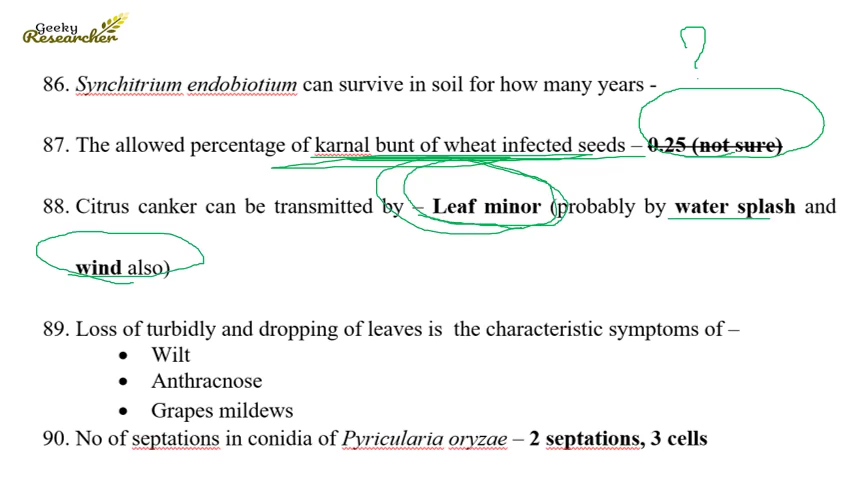 Geeky
Researcher
86. Synchitrium endobiotium can survive in soil for how many years -
?
87. The allowed percentage of karnal bunt of wheat infected seeds – 0.25 (not sure)
88. Citrus canker can be transmitted by – Leaf minor (probably by water splash and
wind also)
89. Loss of turbidly and dropping of leaves is the characteristic symptoms of –
• Wilt
• Anthracnose
• Grapes mildews
90. No of septations in conidia of Pyricularia oryzae – 2 septations, 3 cells